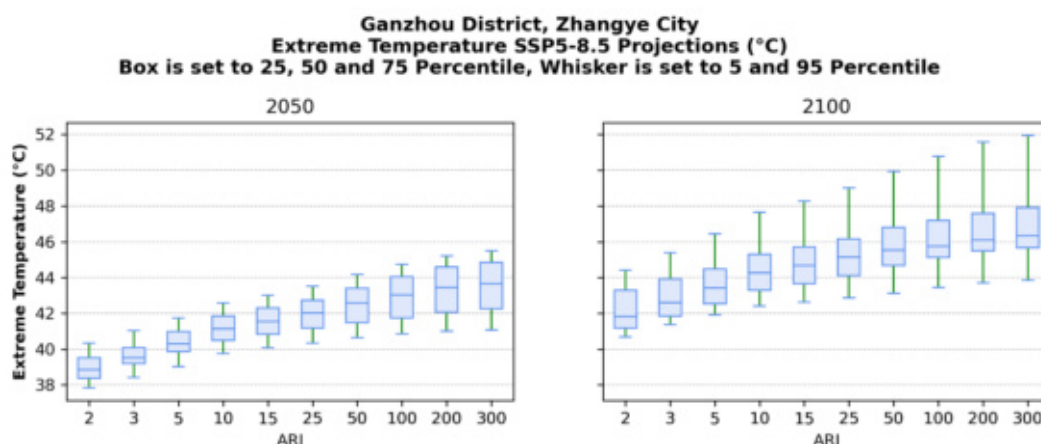 Ganzhou District, Zhangye City
Extreme Temperature SSP5-8.5 Projections (°C)
Box is set to 25, 50 and 75 Percentile, Whisker is set to 5 and 95 Percentile
2050
2100
Extreme Temperature (°C)
52
50
48
46
44
42
40
38
2 3 5 10 15 25 50 100 200 300
2 3 5 10 15 25 50 100 200 300
ARI
ARI